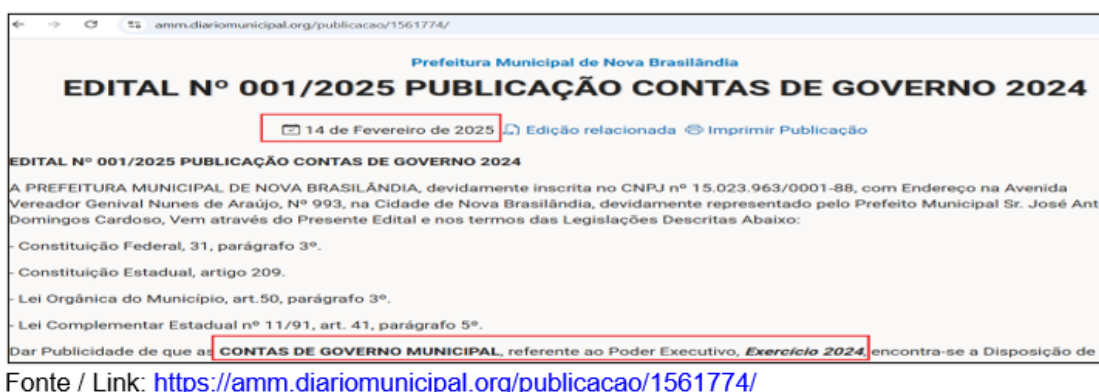 amm.diariomunicipal.org/publicacao/1561774/
Prefeitura Municipal de Nova Brasilândia
EDITAL Nº 001/2025 PUBLICAÇÃO CONTAS DE GOVERNO 2024
14 de Fevereiro de 2025 Edição relacionada Imprimir Publicação
EDITAL Nº 001/2025 PUBLICAÇÃO CONTAS DE GOVERNO 2024
A PREFEITURA MUNICIPAL DE NOVA BRASILÂNDIA, devidamente inscrita no CNPJ nº 15.023.963/0001-88, com Endereço na Avenida
Vereador Genival Nunes de Araújo, Nº 993, na Cidade de Nova Brasilândia, devidamente representado pelo Prefeito Municipal Sr. José Ant
Domingos Cardoso, Vem através do Presente Edital e nos termos das Legislações Descritas Abaixo:
- Constituição Federal, 31, parágrafo 3º.
- Constituição Estadual, artigo 209.
- Lei Orgânica do Município, art.50, parágrafo 3º.
- Lei Complementar Estadual nº 11/91, art. 41, parágrafo 5º.
Dar Publicidade de que as CONTAS DE GOVERNO MUNICIPAL, referente ao Poder Executivo, Exercício 2024, encontra-se a Disposição de
Fonte / Link: https://amm.diariomunicipal.org/publicacao/1561774/